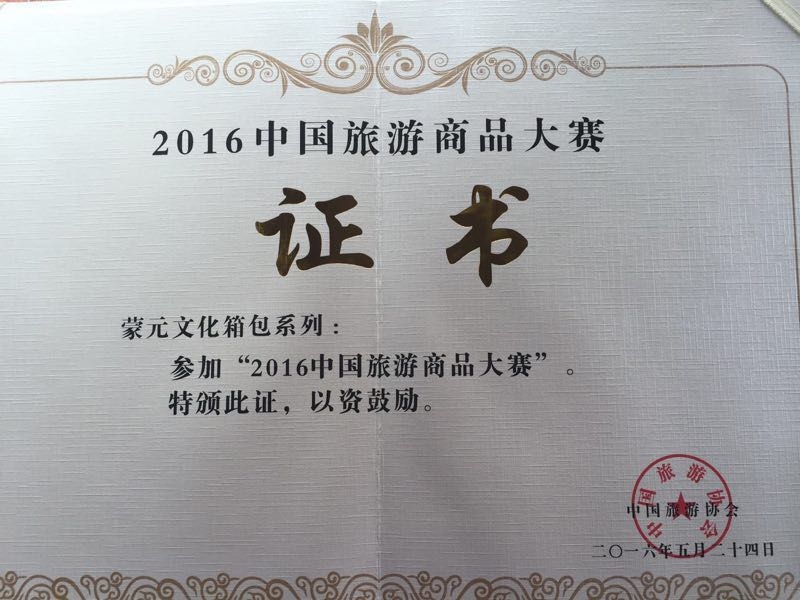 2016中国旅游商品大赛
证书
蒙元文化箱包系列：
参加“2016中国旅游商品大赛”。
特颁此证，以资鼓励。
中国旅游协会
中国旅游协会
二〇一六年五月二十四日